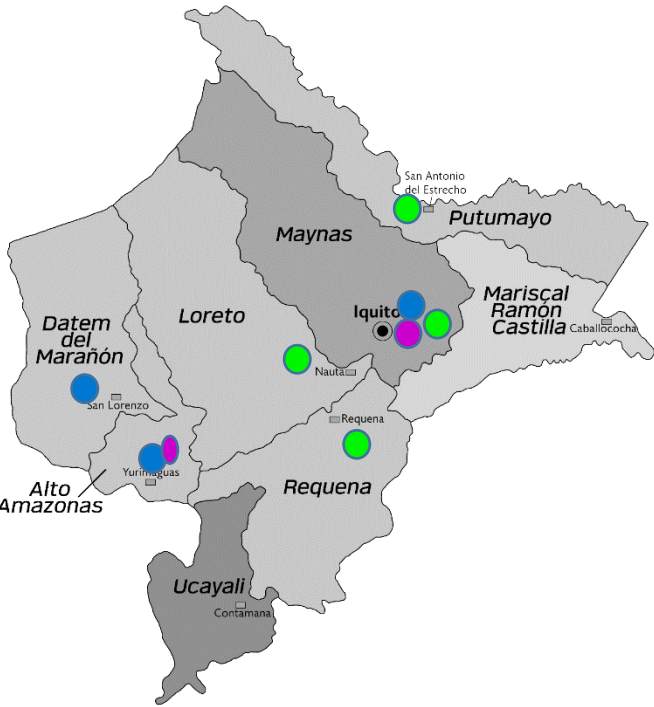 San Antonio
del Estrecho
Putumayo
Maynas
Mariscal
Ramón
Castilla
Caballococha
Iquito
Loreto
Datem
del
Marañón
Nauta
San Lorenzo
Requena
Yurimaguas
Alto
Amazonas
Requena
Ucayali
Contamana